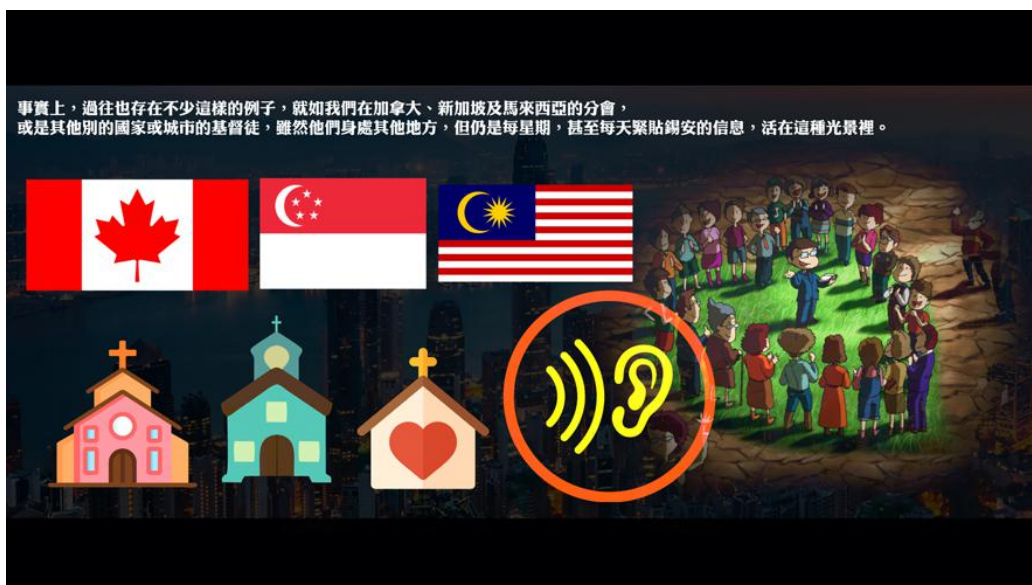 事實上，過往也存在不少這樣的例子，就如我們在加拿大、新加坡及馬來西亞的分會，
或是其他別的國家或城市的基督徒，雖然他們身處其他地方，但仍是每星期，甚至每天緊貼錫安的信息，活在這種光景裡。